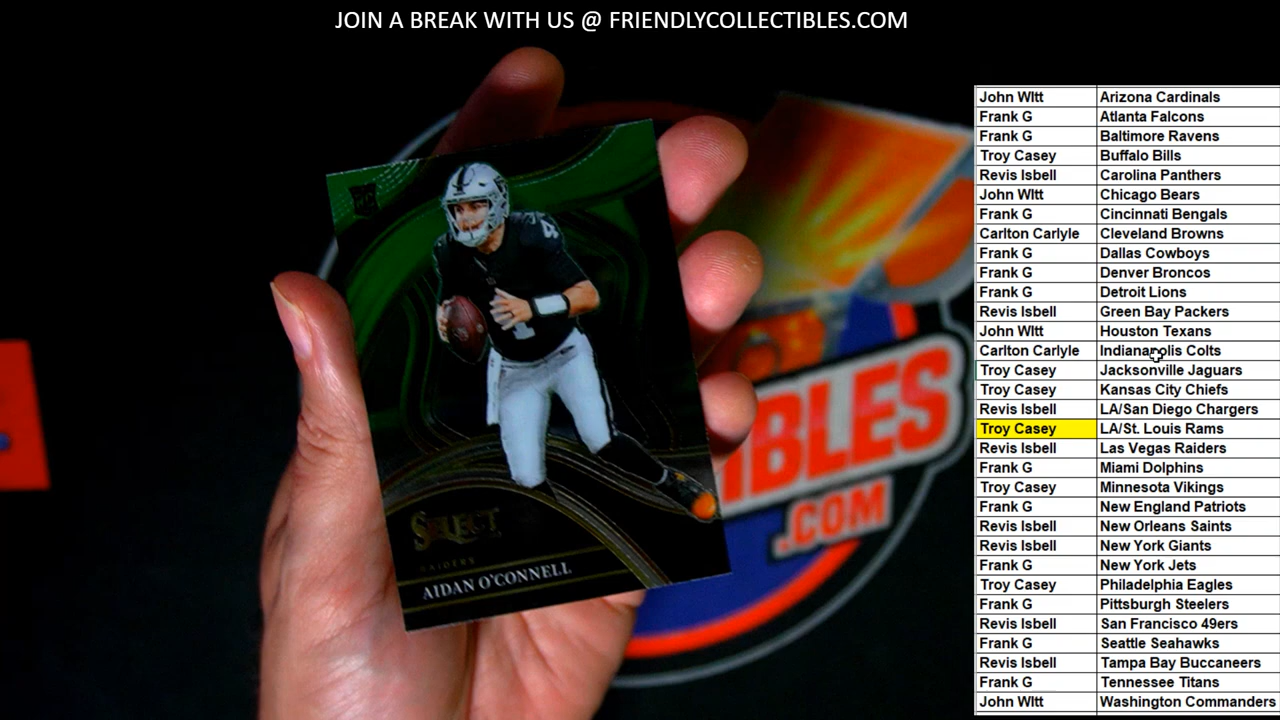 JOIN A BREAK WITH US @ FRIENDLYCOLLECTIBLES.COM
John WItt Arizona Cardinals
Frank G Atlanta Falcons
Frank G Baltimore Ravens
Troy Casey Buffalo Bills
Revis Isbell Carolina Panthers
John WItt Chicago Bears
Frank G Cincinnati Bengals
Carlton Carlyle Cleveland Browns
Frank G Dallas Cowboys
Frank G Denver Broncos
Frank G Detroit Lions
Revis Isbell Green Bay Packers
John WItt Houston Texans
Carlton Carlyle Indianapolis Colts
Troy Casey Jacksonville Jaguars
Troy Casey Kansas City Chiefs
Revis Isbell LA/San Diego Chargers
Troy Casey LA/St. Louis Rams
Revis Isbell Las Vegas Raiders
Frank G Miami Dolphins
Troy Casey Minnesota Vikings
Frank G New England Patriots
Revis Isbell New Orleans Saints
Revis Isbell New York Giants
Frank G New York Jets
Troy Casey Philadelphia Eagles
Frank G Pittsburgh Steelers
Revis Isbell San Francisco 49ers
Frank G Seattle Seahawks
Revis Isbell Tampa Bay Buccaneers
Frank G Tennessee Titans
John WItt Washington Commanders
SELECT
RAIDERS
AIDAN O'CONNELL
IBLES
.COM